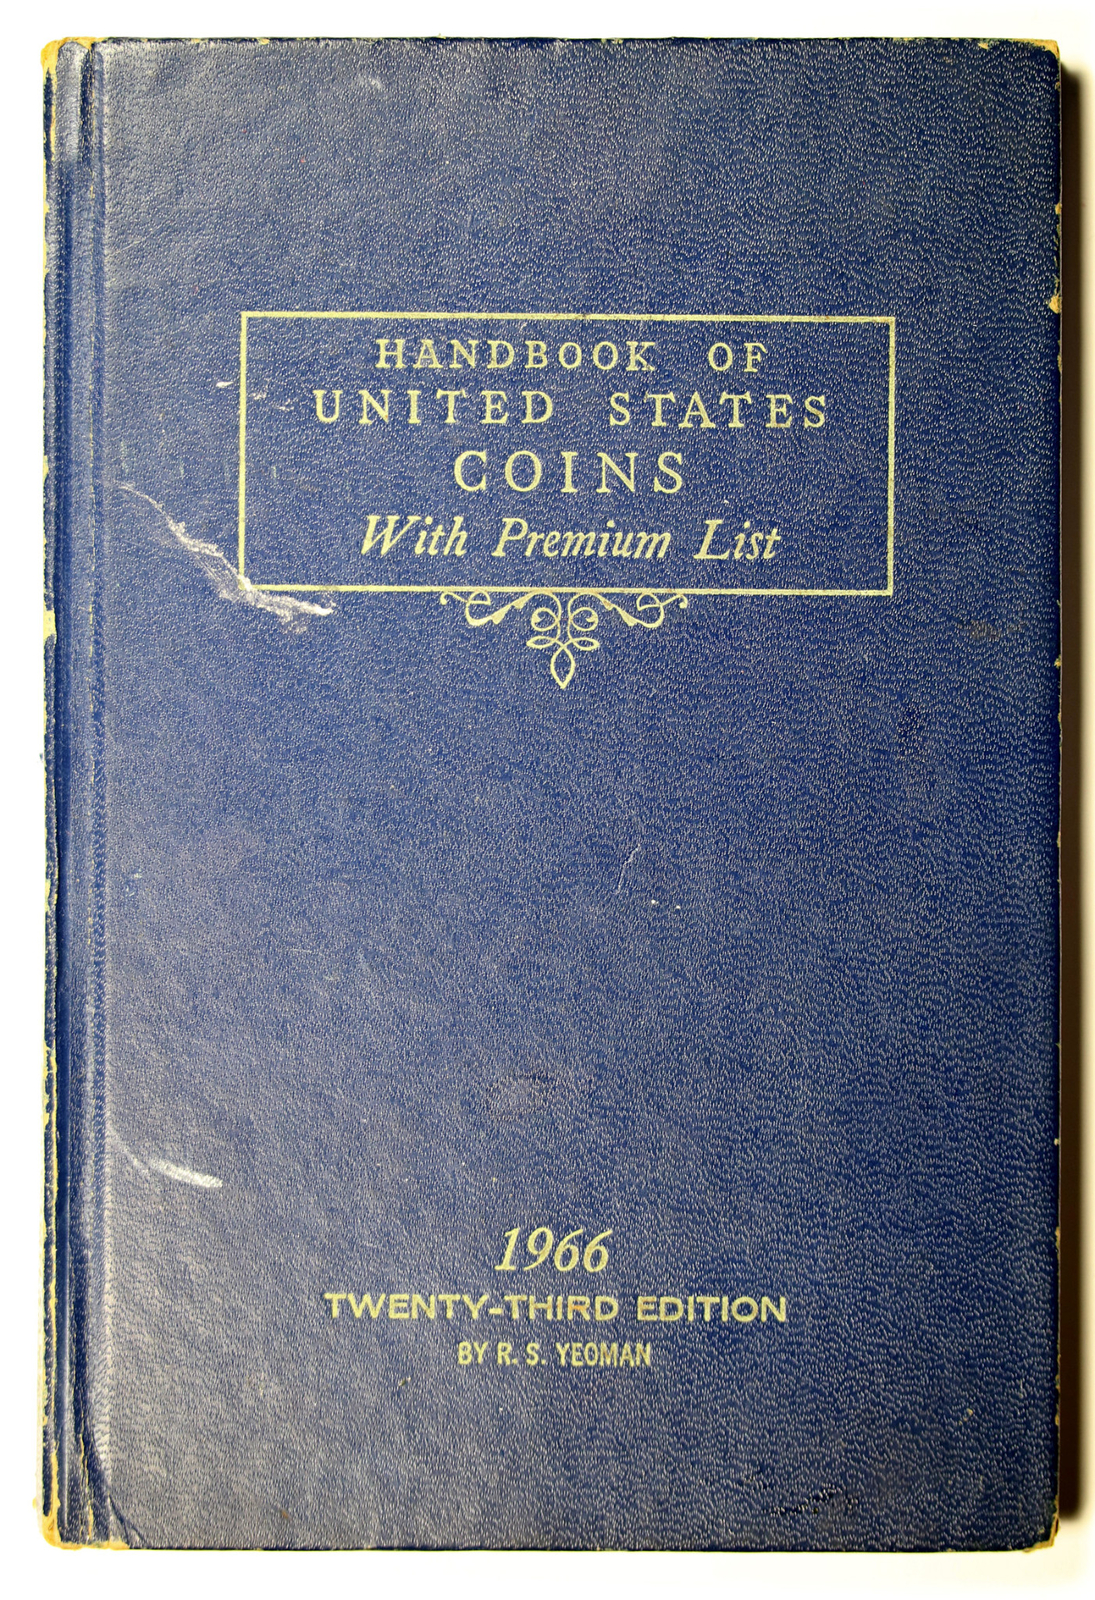 HANDBOOK OF
UNITED STATES
COINS
With Premium List
1966
TWENTY-THIRD EDITION
BY R. S. YEOMAN